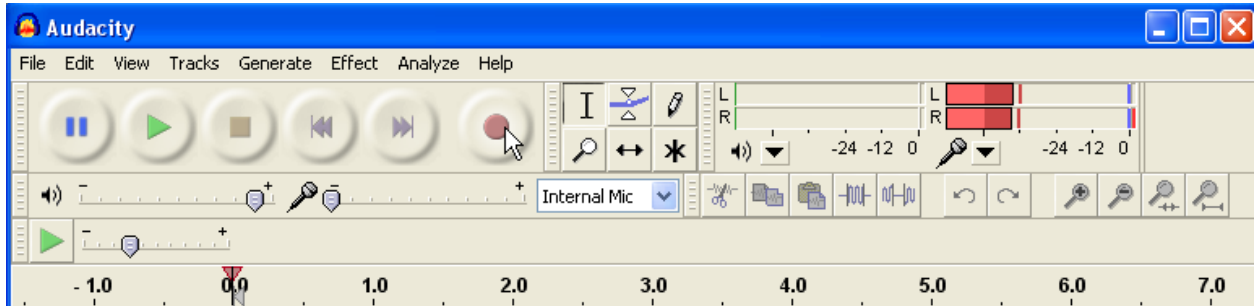 Audacity
File Edit View Tracks Generate Effect Analyze Help
L L
R R
-24 -12 0 -24 -12 0
- + - + Internal Mic
- +
- 1.0 0.0 1.0 2.0 3.0 4.0 5.0 6.0 7.0